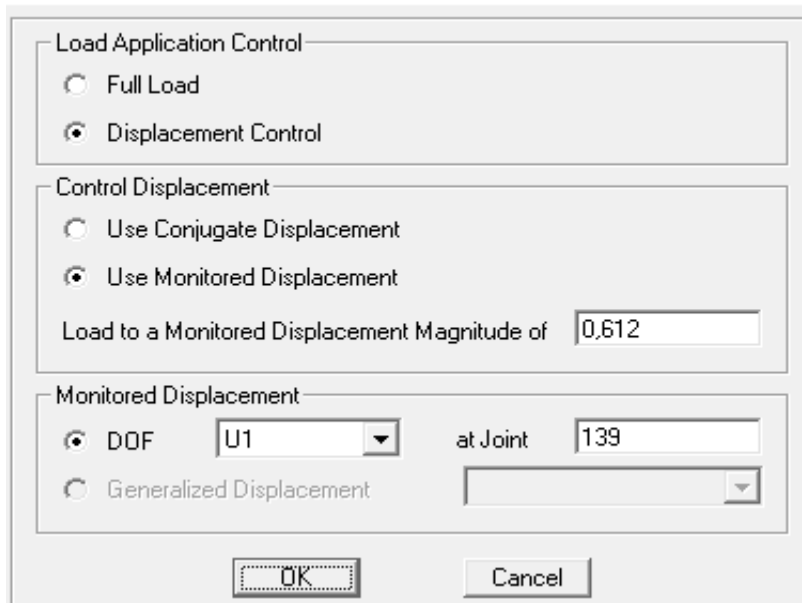 Load Application Control
Full Load
Displacement Control
Control Displacement
Use Conjugate Displacement
Use Monitored Displacement
Load to a Monitored Displacement Magnitude of 0,612
Monitored Displacement
DOF U1 at Joint 139
Generalized Displacement
OK Cancel